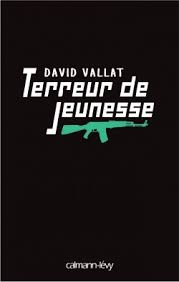 DAVID VALLAT
Terreur de
jeunesse
calmann-lévy